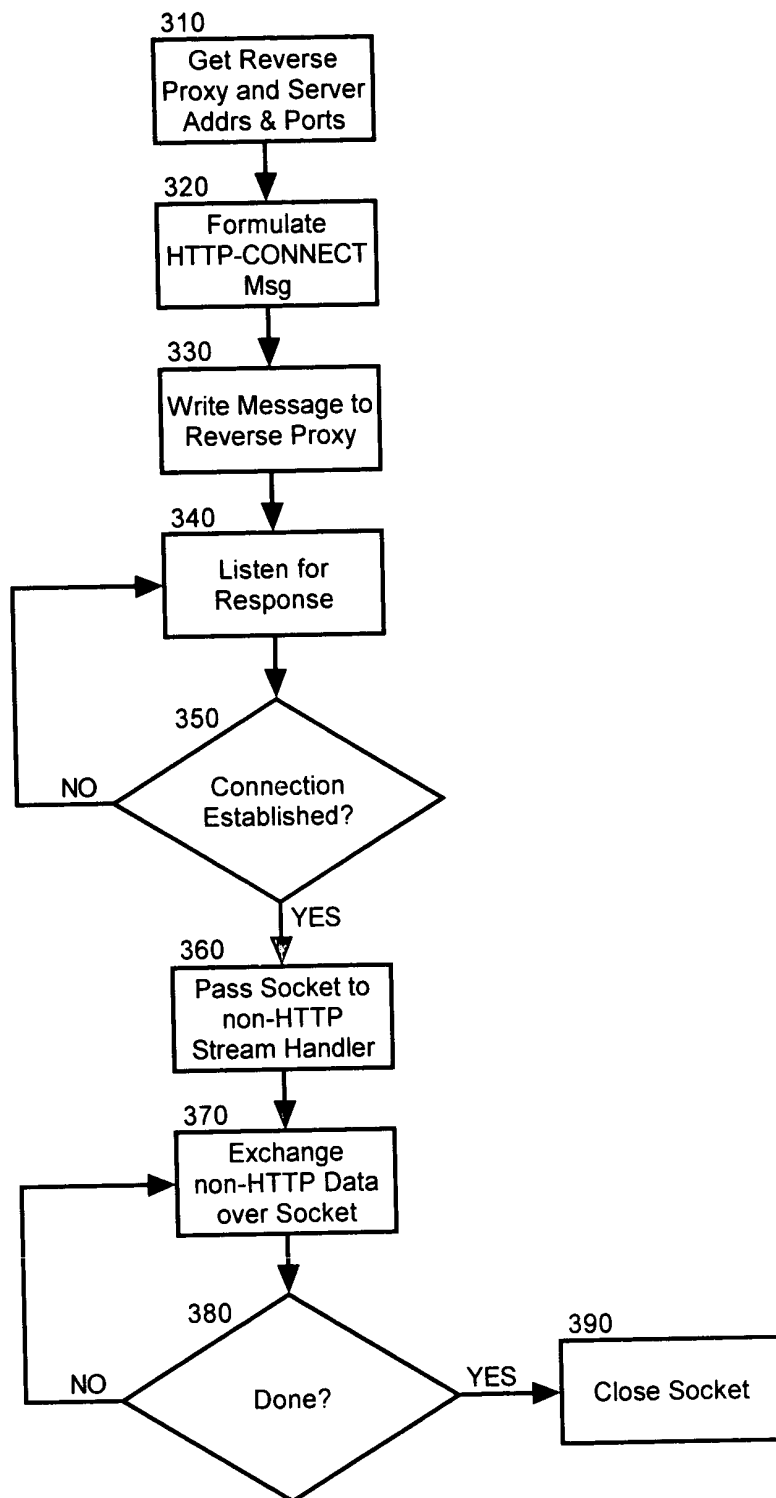 310
Get Reverse
Proxy and Server
Addrs & Ports
320
Formulate
HTTP-CONNECT
Msg
330
Write Message to
Reverse Proxy
340
Listen for
Response
350
NO
Connection
Established?
YES
360
Pass Socket to
non-HTTP
Stream Handler
370
Exchange
non-HTTP Data
over Socket
380
NO
Done?
YES
390
Close Socket